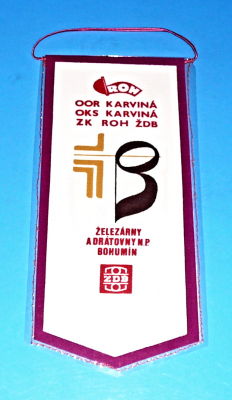 ROH
OOR KARVINÁ
OKS KARVINÁ
ZK ROH ŽDB
ŽELEZÁRNY
A DRÁTOVNY N.P.
BOHUMÍN
ŽDB